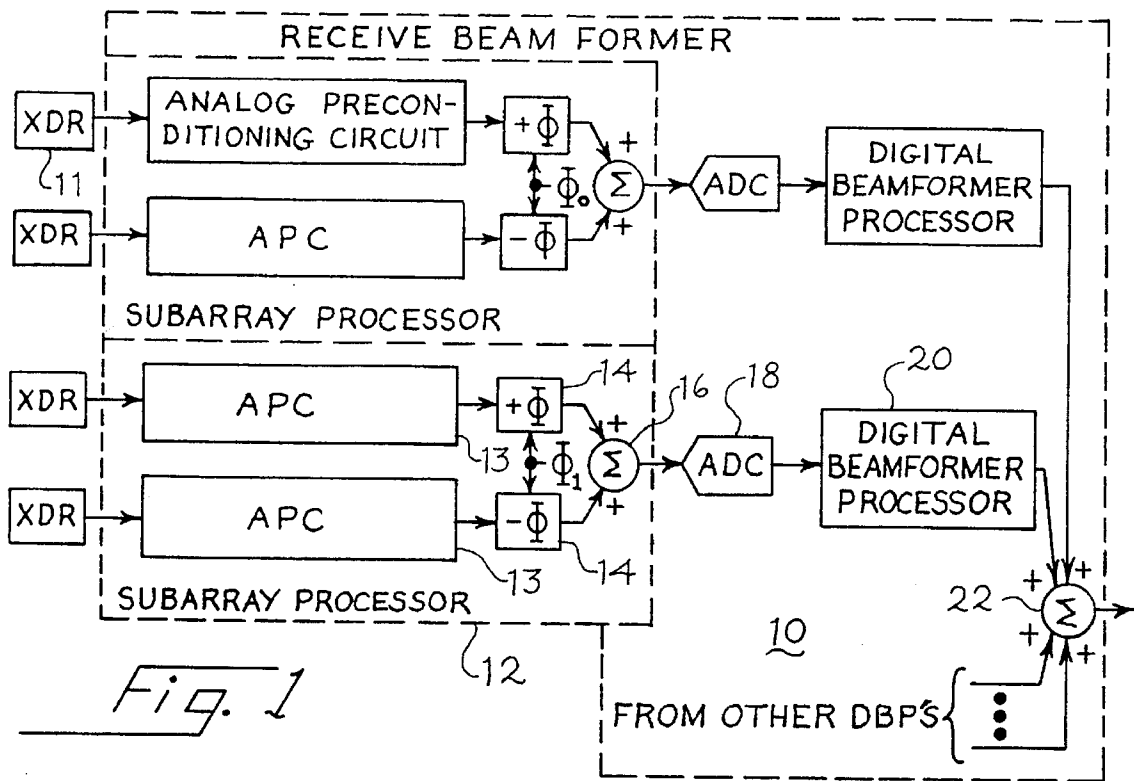 RECEIVE BEAM FORMER
XDR
11
ANALOG PRECON-
DITIONING CIRCUIT
+Φ
Φ₀
+
Σ
+
ADC
DIGITAL
BEAMFORMER
PROCESSOR
XDR
APC
-Φ
SUBARRAY PROCESSOR
XDR
APC
13
+Φ
14
Φ₁
+
Σ
+
16
ADC
18
DIGITAL
BEAMFORMER
PROCESSOR
20
XDR
APC
13
-Φ
14
SUBARRAY PROCESSOR
12
10
22
+
+
Σ
+
+
FROM OTHER DBP'S
Fig. 1